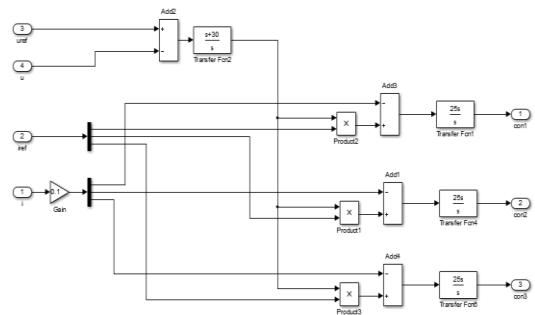 Add2
3
+
uref
s+30
s
-
Transfer Fcn2
4
u
Add3
-
25s
s
1
+
con1
2
×
Transfer Fcn1
iref
Product2
Add1
1
0.1
-
25s
s
2
i
Gain
+
con2
×
Transfer Fcn4
Product1
Add4
-
25s
s
3
+
con3
×
Transfer Fcn5
Product3